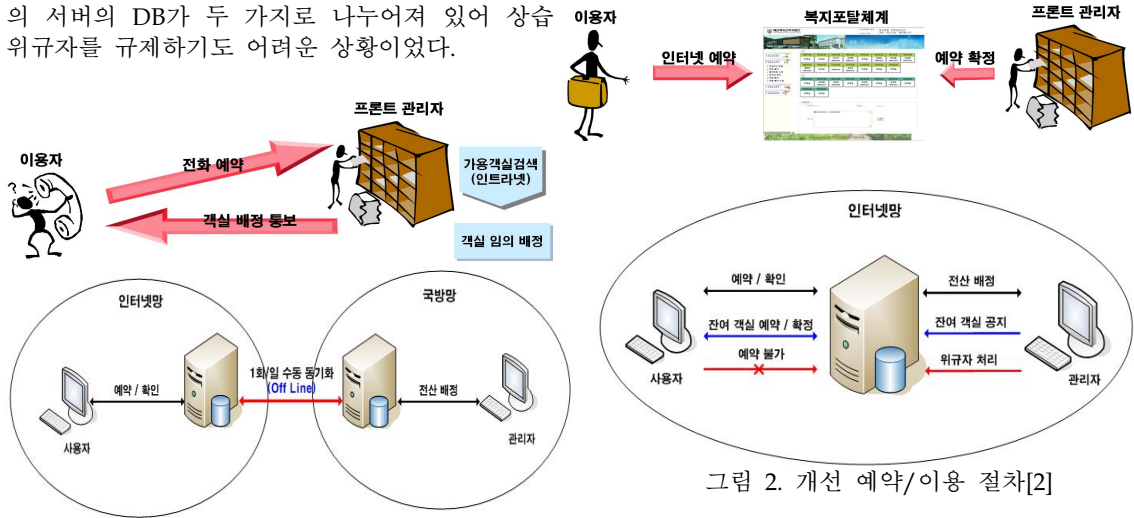 의 서버의 DB가 두 가지로 나누어져 있어 상습
위규자를 규제하기도 어려운 상황이었다.
프론트 관리자
이용자
전화 예약
가용객실검색
(인트라넷)
객실 배정 통보
객실 임의 배정
인터넷망
국방망
1회/일 수동 동기화
(Off Line)
예약 / 확인
전산 배정
사용자
관리자
이용자
복지포탈체계
프론트 관리자
인터넷 예약
예약 확정
인터넷망
예약 / 확인
전산 배정
잔여 객실 예약 / 확정
잔여 객실 공지
예약 불가
위규자 처리
사용자
관리자
그림 2. 개선 예약/이용 절차[2]